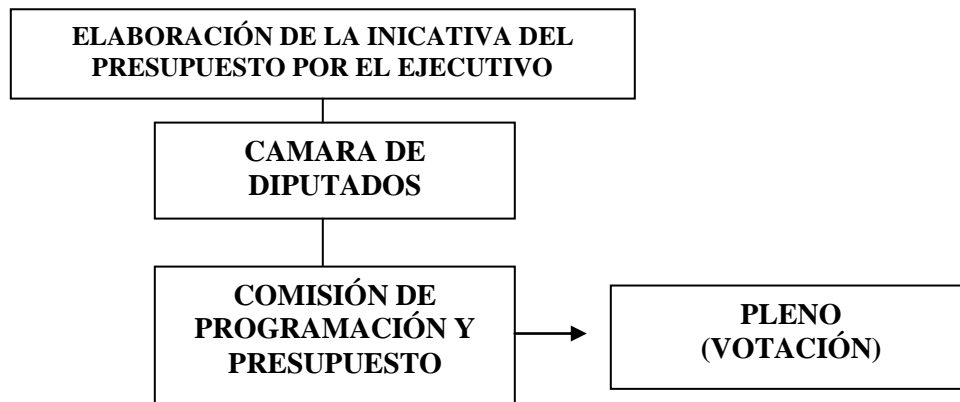 ELABORACIÓN DE LA INICATIVA DEL
PRESUPUESTO POR EL EJECUTIVO
CAMARA DE
DIPUTADOS
COMISIÓN DE
PROGRAMACIÓN Y
PRESUPUESTO
PLENO
(VOTACIÓN)